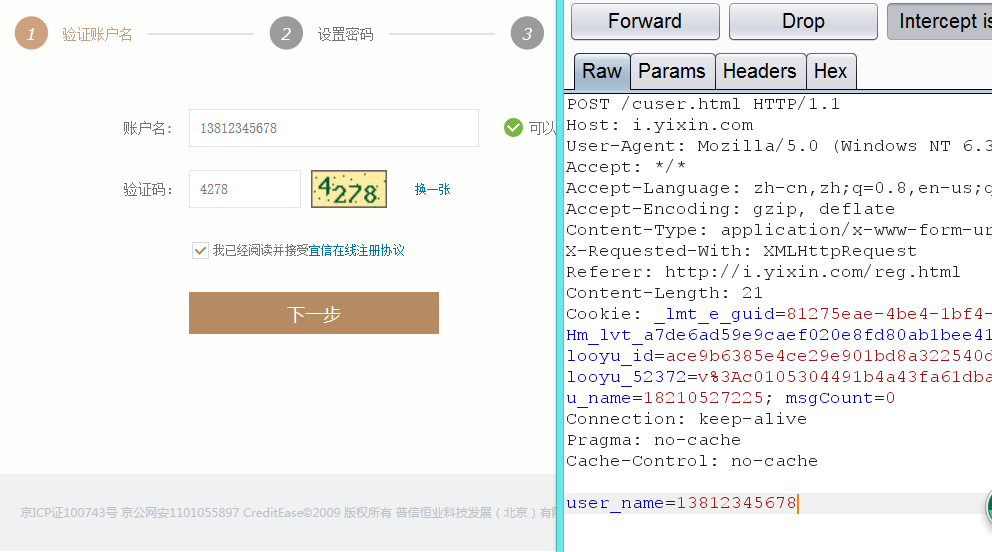 1 验证账户名 2 设置密码 3
账户名: 13812345678 可以
验证码: 4278 4278 换一张
我已经阅读并接受宜信在线注册协议
下一步
京ICP证100743号 京公网安1101055897 CreditEase©2009 版权所有 普信恒业科技发展（北京）有
Forward Drop Intercept is
Raw Params Headers Hex
POST /cuser.html HTTP/1.1
Host: i.yixin.com
User-Agent: Mozilla/5.0 (Windows NT 6.3
Accept: */*
Accept-Language: zh-cn,zh;q=0.8,en-us;q
Accept-Encoding: gzip, deflate
Content-Type: application/x-www-form-ur
X-Requested-With: XMLHttpRequest
Referer: http://i.yixin.com/reg.html
Content-Length: 21
Cookie: _lmt_e_guid=81275eae-4be4-1bf4-
Hm_lvt_a7de6ad59e9caef020e8fd80ab1bee41
looyu_id=ace9b6385e4ce29e901bd8a322540d
looyu_52372=v%3Ac0105304491b4a43fa61dba
u_name=18210527225; msgCount=0
Connection: keep-alive
Pragma: no-cache
Cache-Control: no-cache
user_name=13812345678